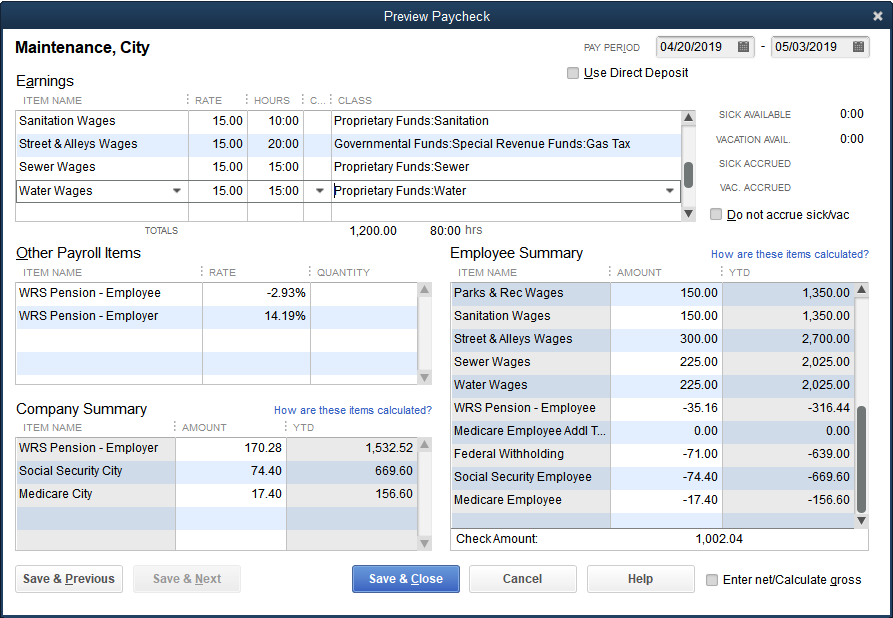 Preview Paycheck
Maintenance, City
PAY PERIOD 04/20/2019 - 05/03/2019
Use Direct Deposit
Earnings
ITEM NAME RATE HOURS C... CLASS
Sanitation Wages 15.00 10:00 Proprietary Funds:Sanitation
Street & Alleys Wages 15.00 20:00 Governmental Funds:Special Revenue Funds:Gas Tax
Sewer Wages 15.00 15:00 Proprietary Funds:Sewer
Water Wages 15.00 15:00 Proprietary Funds:Water
TOTALS 1,200.00 80:00 hrs
SICK AVAILABLE 0:00
VACATION AVAIL. 0:00
SICK ACCRUED
VAC. ACCRUED
Do not accrue sick/vac
Other Payroll Items
ITEM NAME RATE QUANTITY
WRS Pension - Employee -2.93%
WRS Pension - Employer 14.19%
Company Summary How are these items calculated?
ITEM NAME AMOUNT YTD
WRS Pension - Employer 170.28 1,532.52
Social Security City 74.40 669.60
Medicare City 17.40 156.60
Employee Summary How are these items calculated?
ITEM NAME AMOUNT YTD
Parks & Rec Wages 150.00 1,350.00
Sanitation Wages 150.00 1,350.00
Street & Alleys Wages 300.00 2,700.00
Sewer Wages 225.00 2,025.00
Water Wages 225.00 2,025.00
WRS Pension - Employee -35.16 -316.44
Medicare Employee Addl T... 0.00 0.00
Federal Withholding -71.00 -639.00
Social Security Employee -74.40 -669.60
Medicare Employee -17.40 -156.60
Check Amount: 1,002.04
Save & Previous Save & Next Save & Close Cancel Help Enter net/Calculate gross